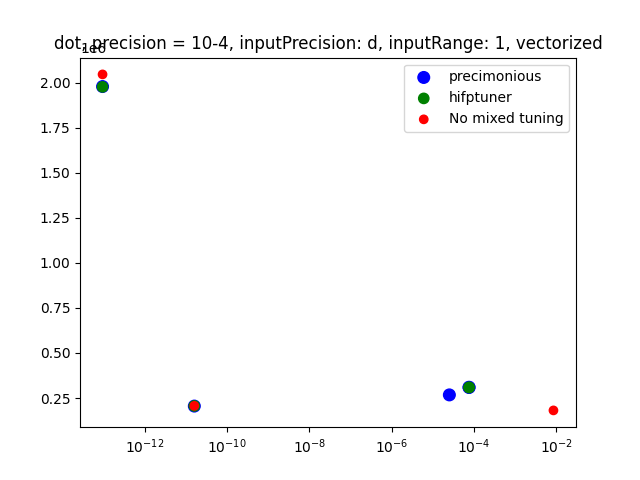 dot, precision = 10-4, inputPrecision: d, inputRange: 1, vectorized
1e6
precimonious
hifptuner
No mixed tuning
2.00
1.75
1.50
1.25
1.00
0.75
0.50
0.25
10⁻¹² 10⁻¹⁰ 10⁻⁸ 10⁻⁶ 10⁻⁴ 10⁻²